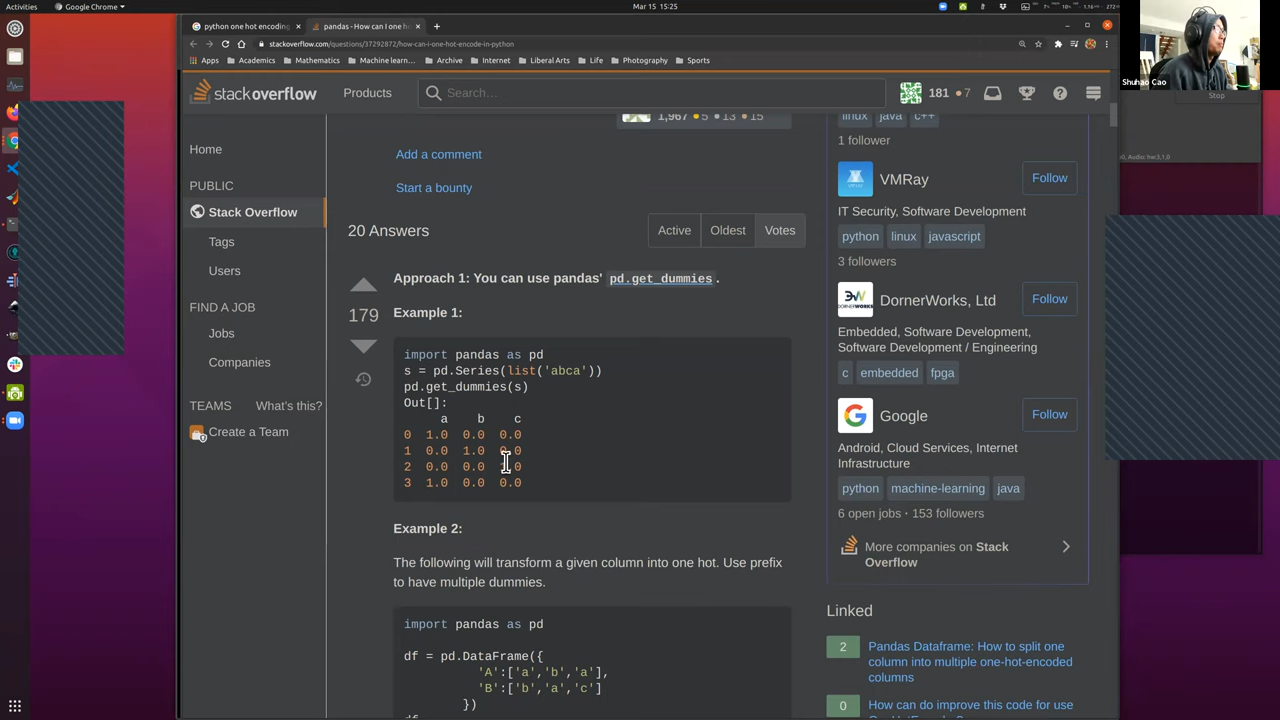 Activities
Google Chrome
Mar 15 15:25
python one hot encoding
pandas - How can I one h
stackoverflow.com/questions/37292872/how-can-i-one-hot-encode-in-python
Apps
Academics
Mathematics
Machine learn...
Archive
Internet
Liberal Arts
Life
Photography
Sports
Shuhao Cao
Stop
stackoverflow
Products
Search...
181
7
Home
PUBLIC
Stack Overflow
Tags
Users
FIND A JOB
Jobs
Companies
TEAMS
What's this?
Create a Team
1,967 5 13 15
Add a comment
Start a bounty
20 Answers
Active
Oldest
Votes
179
Approach 1: You can use pandas' pd.get_dummies.
Example 1:
import pandas as pd
s = pd.Series(list('abca'))
pd.get_dummies(s)
Out[]:
a b c
0 1.0 0.0 0.0
1 0.0 1.0 0.0
2 0.0 0.0 1.0
3 1.0 0.0 0.0
Example 2:
The following will transform a given column into one hot. Use prefix
to have multiple dummies.
import pandas as pd
df = pd.DataFrame({
'A':['a','b','a'],
'B':['b','a','c']
})
linux java c++
1 follower
VMRay
Follow
IT Security, Software Development
python linux javascript
3 followers
DornerWorks, Ltd
Follow
Embedded, Software Development,
Software Development / Engineering
c embedded fpga
Google
Follow
Android, Cloud Services, Internet
Infrastructure
python machine-learning java
6 open jobs · 153 followers
More companies on Stack
Overflow
Linked
2
Pandas Dataframe: How to split one
column into multiple one-hot-encoded
columns
0
How can do improve this code for use